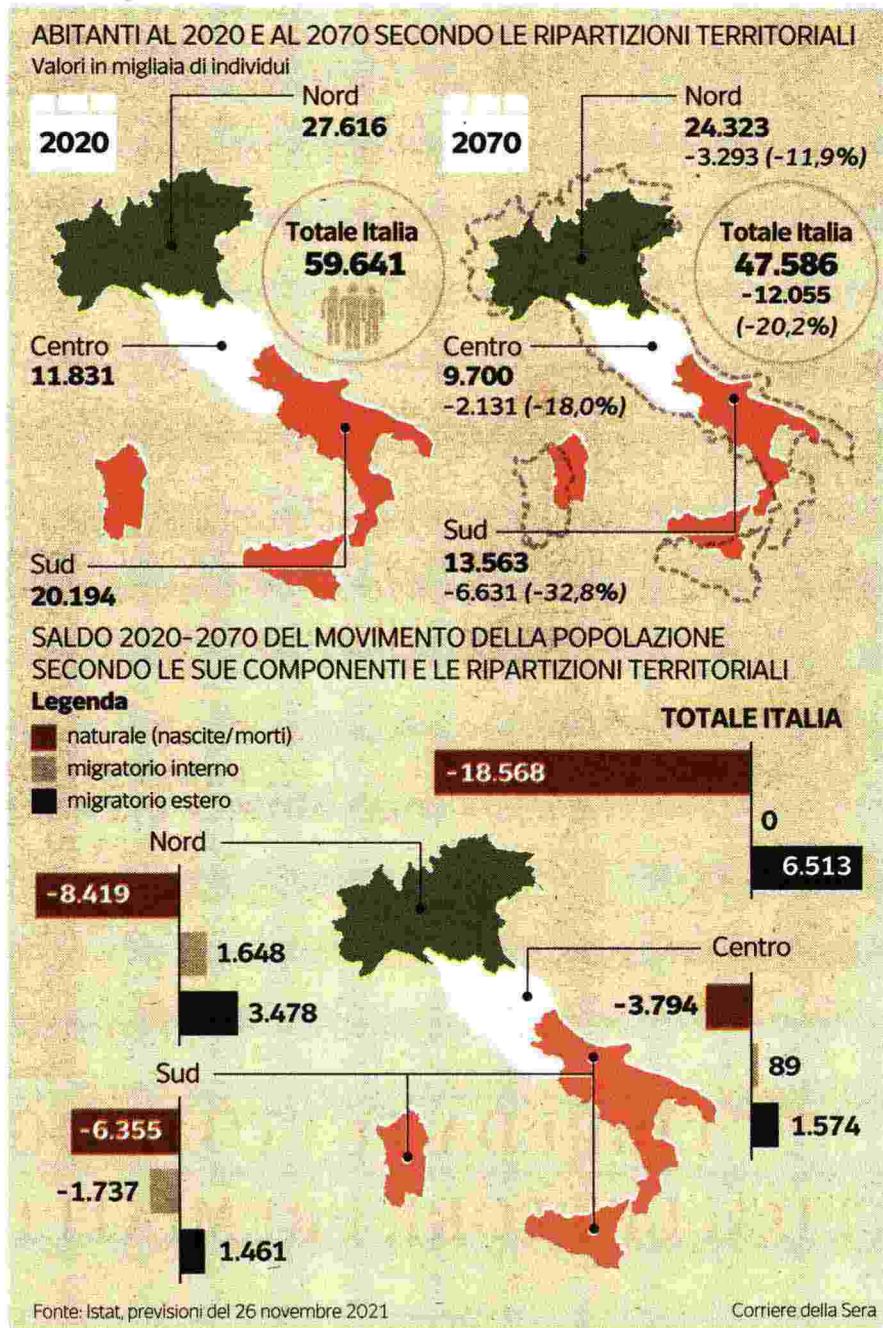 ABITANTI AL 2020 E AL 2070 SECONDO LE RIPARTIZIONI TERRITORIALI
Valori in migliaia di individui
2020
Nord
27.616
Totale Italia
59.641
Centro
11.831
Sud
20.194
2070
Nord
24.323
-3.293 (-11,9%)
Totale Italia
47.586
-12.055
(-20,2%)
Centro
9.700
-2.131 (-18,0%)
Sud
13.563
-6.631 (-32,8%)
SALDO 2020-2070 DEL MOVIMENTO DELLA POPOLAZIONE
SECONDO LE SUE COMPONENTI E LE RIPARTIZIONI TERRITORIALI
Legenda
naturale (nascite/morti)
migratorio interno
migratorio estero
TOTALE ITALIA
-18.568
0
6.513
Nord
-8.419
1.648
3.478
Centro
-3.794
89
1.574
Sud
-6.355
-1.737
1.461
Fonte: Istat, previsioni del 26 novembre 2021
Corriere della Sera